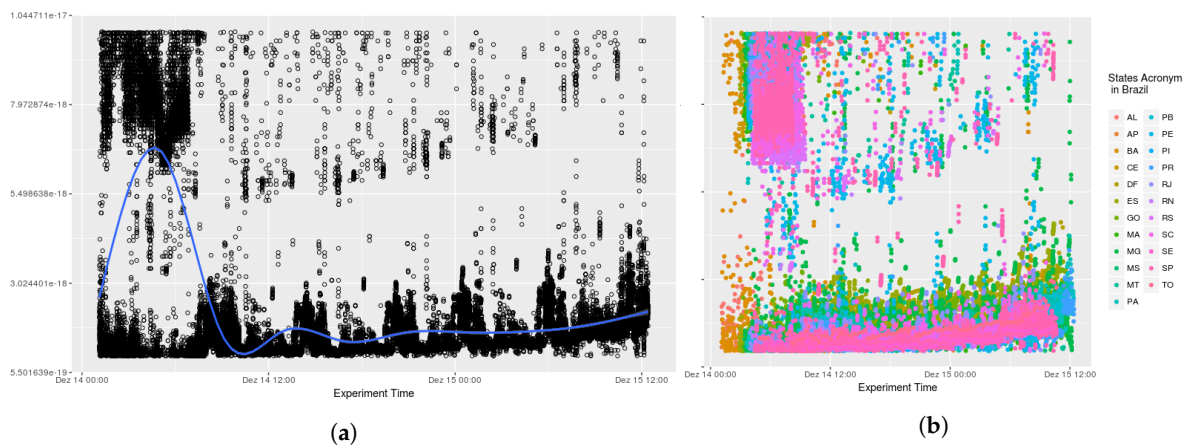 1.044711e-17
7.972874e-18
5.498638e-18
3.024401e-18
5.501639e-19
Dez 14 00:00
Dez 14 12:00
Dez 15 00:00
Dez 15 12:00
Experiment Time
(a)
Dez 14 00:00
Dez 14 12:00
Dez 15 00:00
Dez 15 12:00
Experiment Time
(b)
States Acronym
in Brazil
AL
AP
BA
CE
DF
ES
GO
MA
MG
MS
MT
PA
PB
PE
PI
PR
RJ
RN
RS
SC
SE
SP
TO